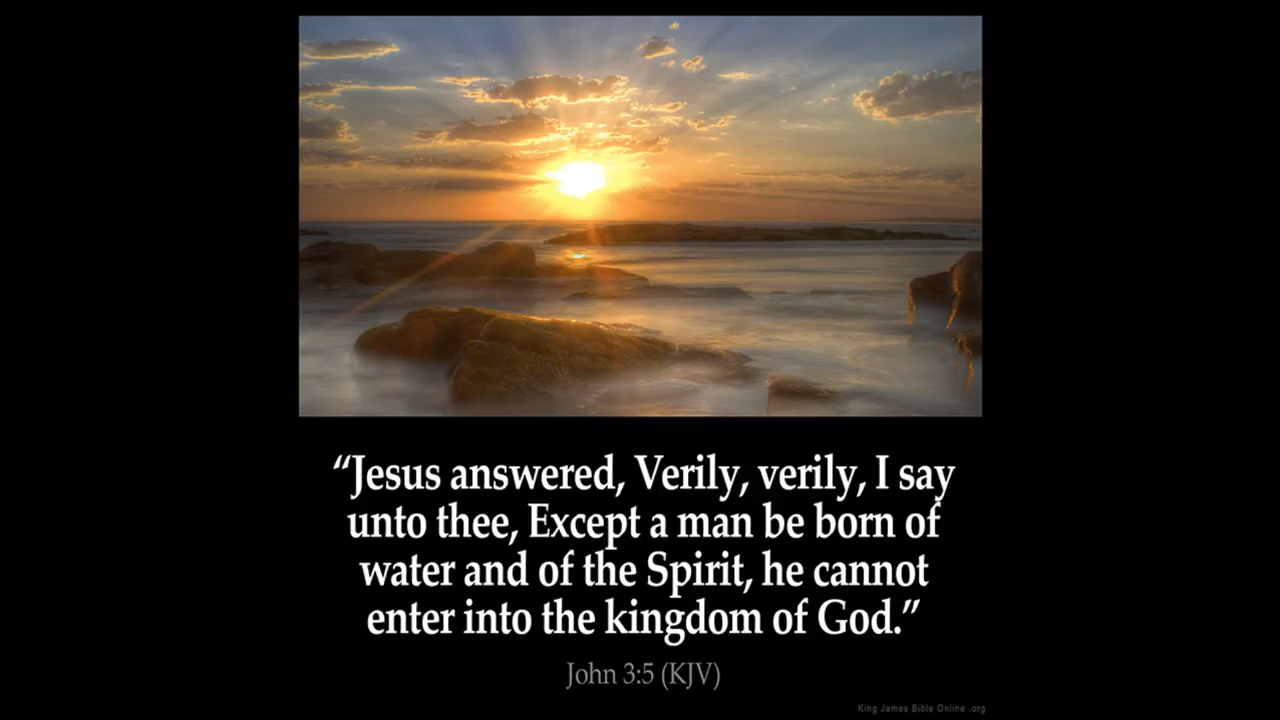 “Jesus answered, Verily, verily, I say
unto thee, Except a man be born of
water and of the Spirit, he cannot
enter into the kingdom of God.”
John 3:5 (KJV)
King James Bible Online .org